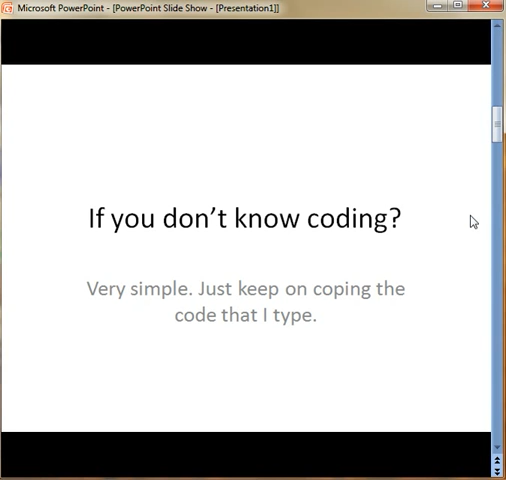 Microsoft PowerPoint - [PowerPoint Slide Show - [Presentation1]]
If you don't know coding?
Very simple. Just keep on coping the
code that I type.